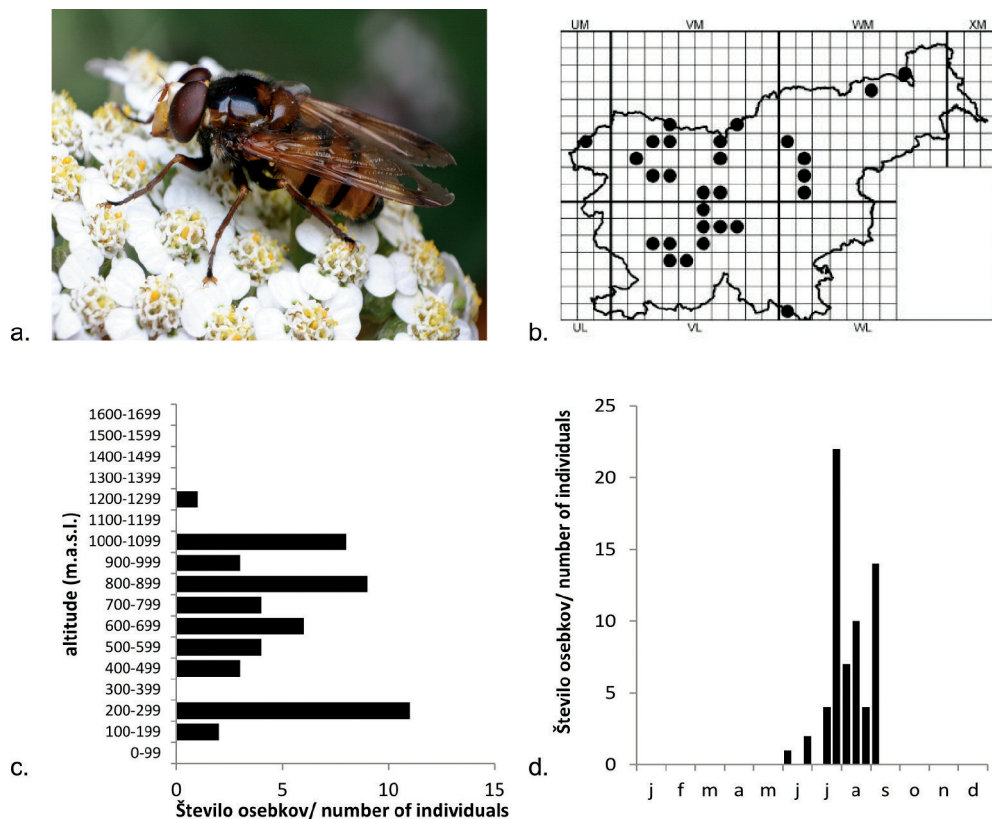 a.
b.
UM VM WM XM
UL VL WL
c.
altitude (m.a.s.l.)
1600-1699
1500-1599
1400-1499
1300-1399
1200-1299
1100-1199
1000-1099
900-999
800-899
700-799
600-699
500-599
400-499
300-399
200-299
100-199
0-99
0 5 10 15
Število osebkov/ number of individuals
d.
Število osebkov/ number of individuals
25
20
15
10
5
0
j f m a m j j a s o n d